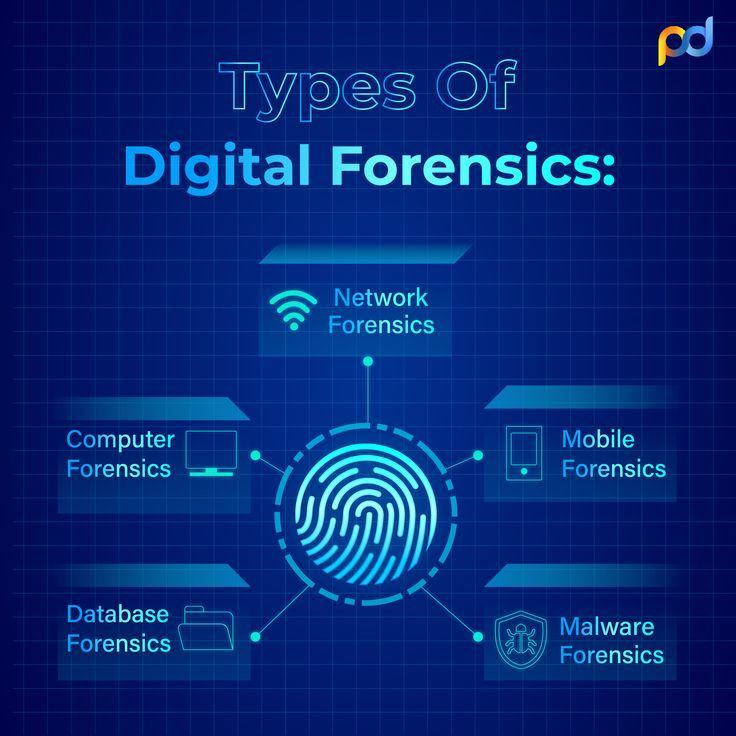 pd
Types Of
Digital Forensics:
Network
Forensics
Computer
Forensics
Mobile
Forensics
Database
Forensics
Malware
Forensics